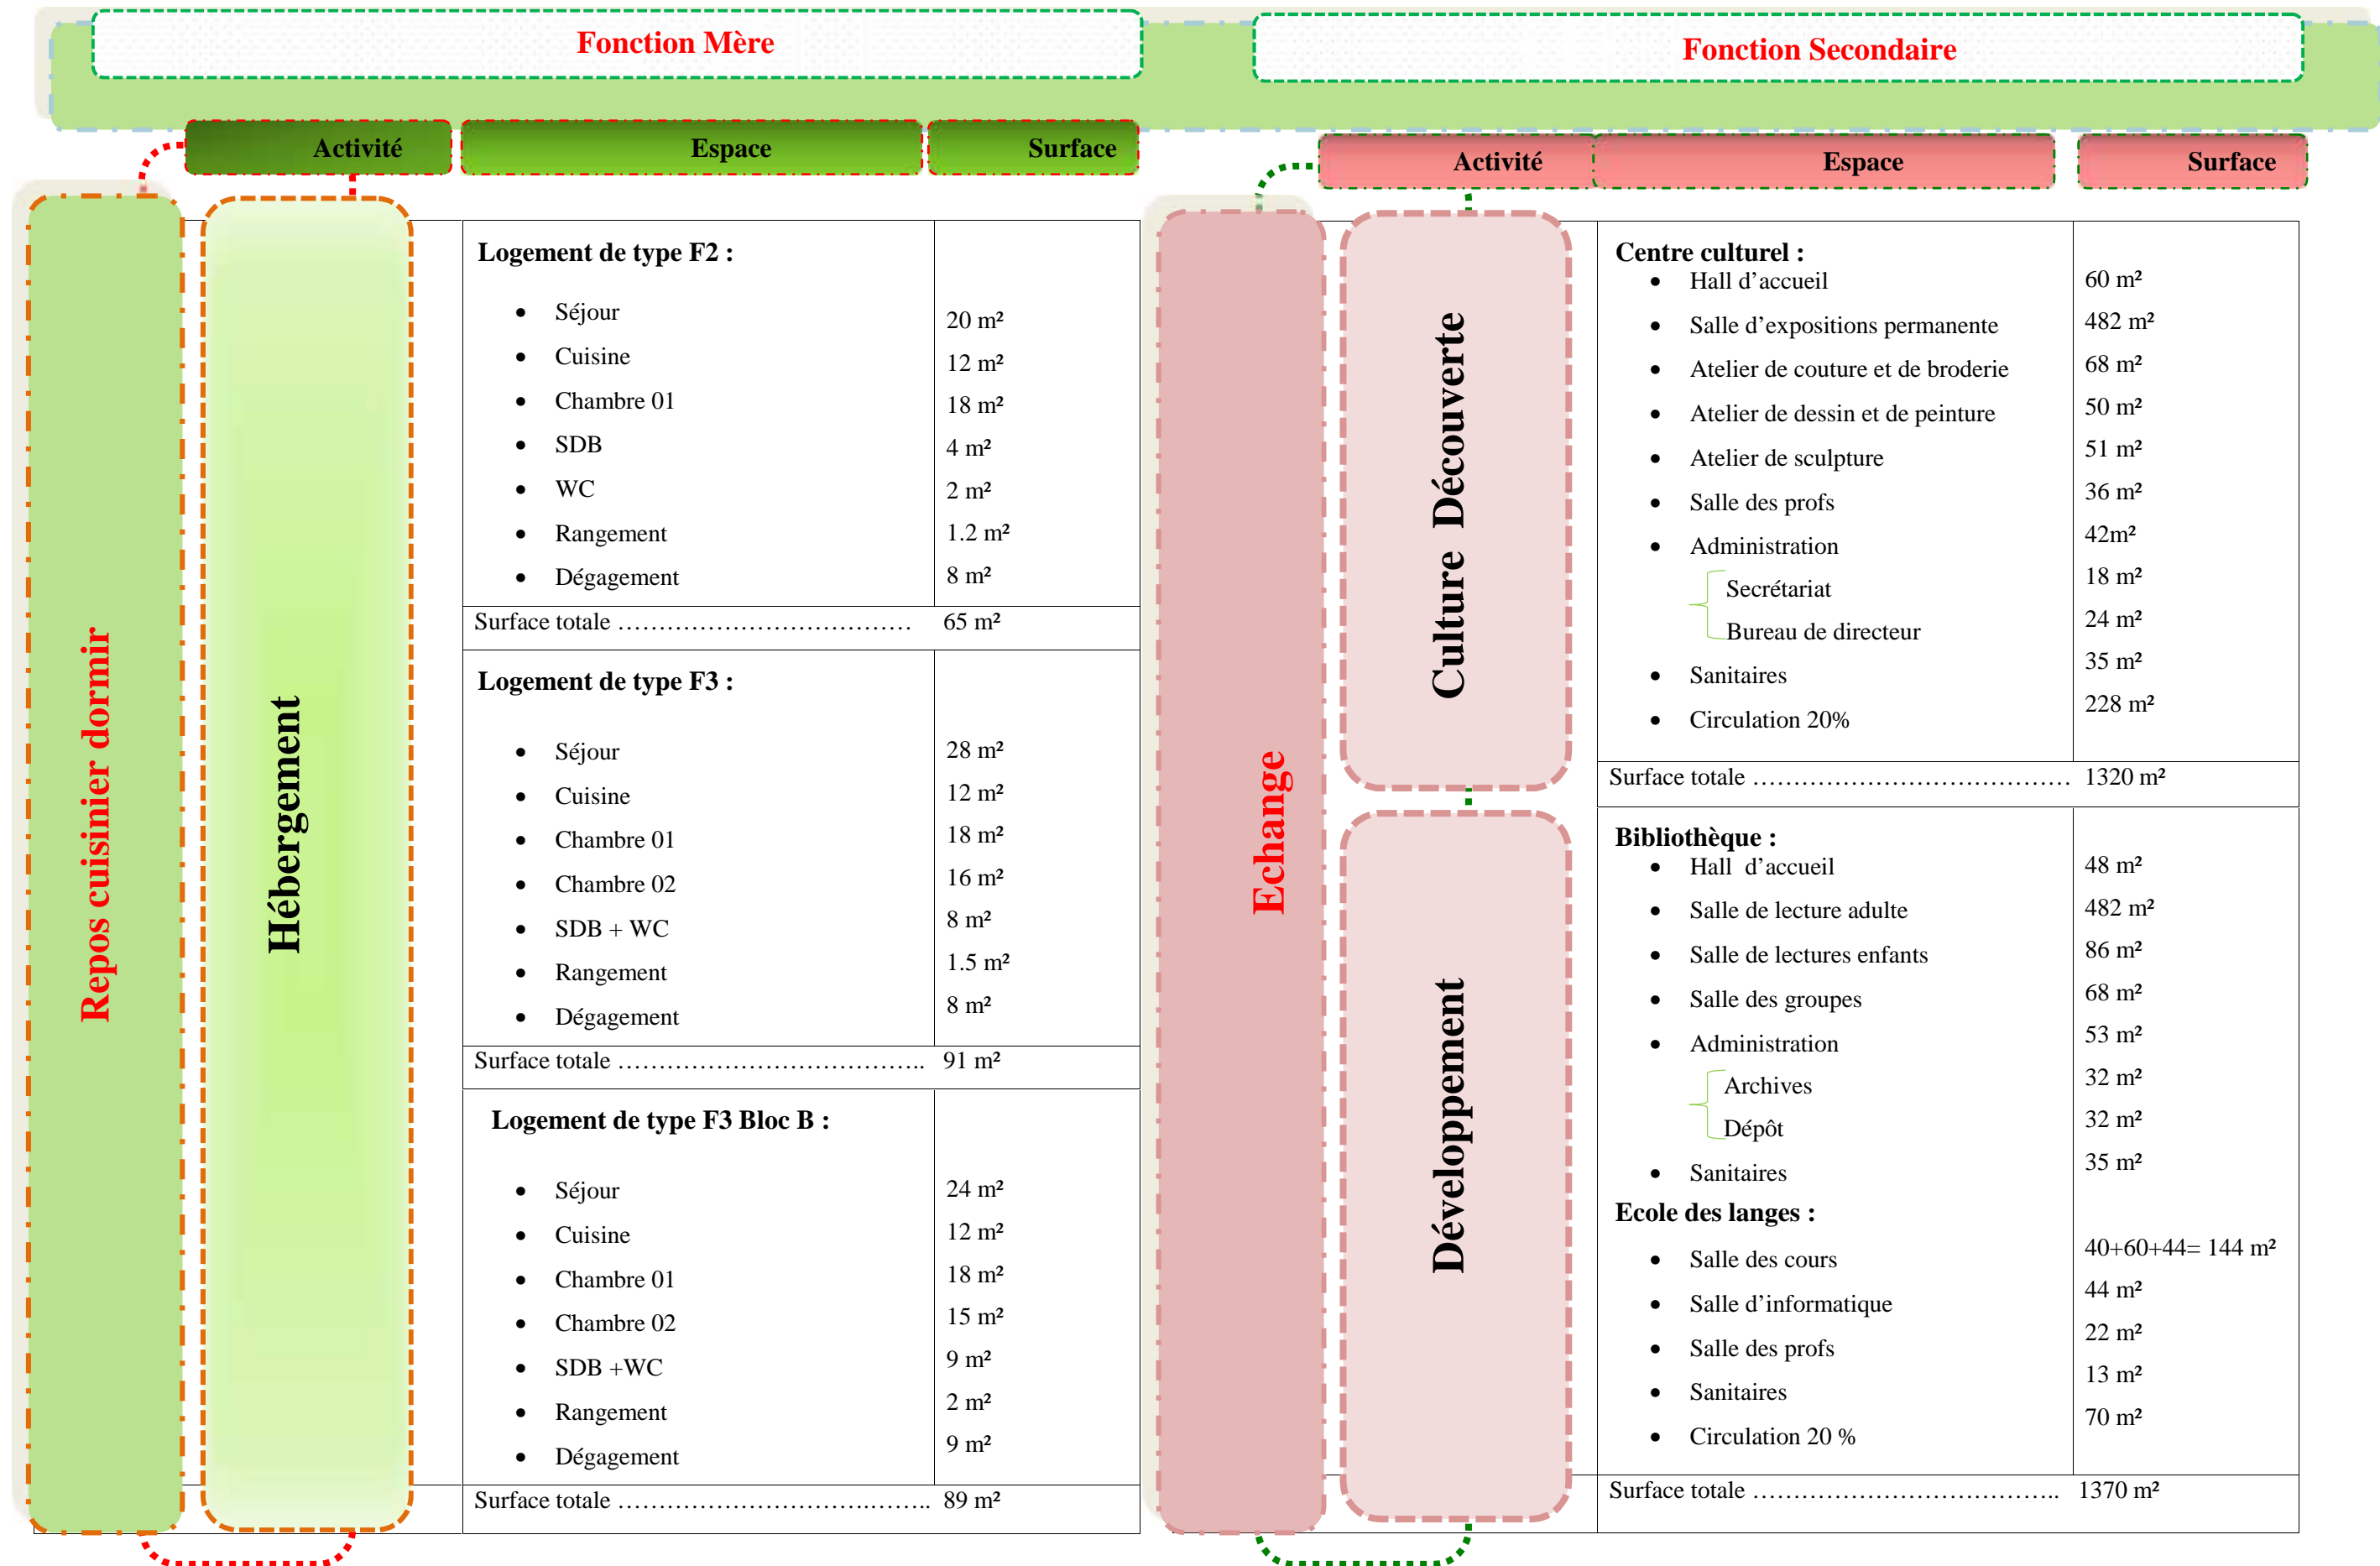 Fonction Mère
Activité Espace Surface
Repos cuisinier dormir
Hébergement
Logement de type F2 :
• Séjour 20 m²
• Cuisine 12 m²
• Chambre 01 18 m²
• SDB 4 m²
• WC 2 m²
• Rangement 1.2 m²
• Dégagement 8 m²
Surface totale ……………………………… 65 m²
Logement de type F3 :
• Séjour 28 m²
• Cuisine 12 m²
• Chambre 01 18 m²
• Chambre 02 16 m²
• SDB + WC 8 m²
• Rangement 1.5 m²
• Dégagement 8 m²
Surface totale ……………………………….. 91 m²
Logement de type F3 Bloc B :
• Séjour 24 m²
• Cuisine 12 m²
• Chambre 01 18 m²
• Chambre 02 15 m²
• SDB +WC 9 m²
• Rangement 2 m²
• Dégagement 9 m²
Surface totale ………………………….…….. 89 m²
Fonction Secondaire
Activité Espace Surface
Echange
Culture Découverte
Centre culturel :
• Hall d’accueil 60 m²
• Salle d’expositions permanente 482 m²
• Atelier de couture et de broderie 68 m²
• Atelier de dessin et de peinture 50 m²
• Atelier de sculpture 51 m²
• Salle des profs 36 m²
• Administration 42m²
Secrétariat 18 m²
Bureau de directeur 24 m²
• Sanitaires 35 m²
• Circulation 20% 228 m²
Surface totale ………………………………… 1320 m²
Développement
Bibliothèque :
• Hall d’accueil 48 m²
• Salle de lecture adulte 482 m²
• Salle de lectures enfants 86 m²
• Salle des groupes 68 m²
• Administration 53 m²
Archives 32 m²
Dépôt 32 m²
• Sanitaires 35 m²
Ecole des langes :
• Salle des cours 40+60+44= 144 m²
• Salle d’informatique 44 m²
• Salle des profs 22 m²
• Sanitaires 13 m²
• Circulation 20 % 70 m²
Surface totale ……………………………….. 1370 m²